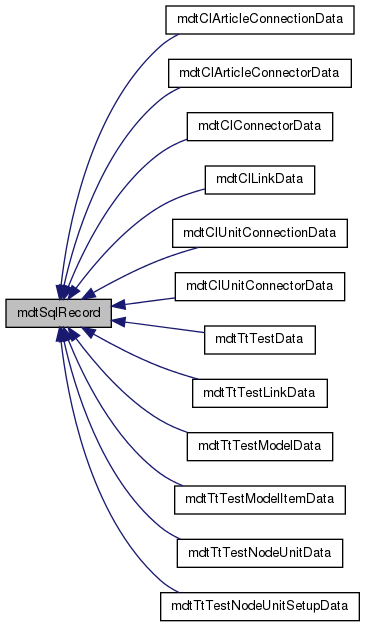 mdtClArticleConnectionData
mdtClArticleConnectorData
mdtClConnectorData
mdtClLinkData
mdtClUnitConnectionData
mdtClUnitConnectorData
mdtSqlRecord
mdtTtTestData
mdtTtTestLinkData
mdtTtTestModelData
mdtTtTestModelItemData
mdtTtTestNodeUnitData
mdtTtTestNodeUnitSetupData